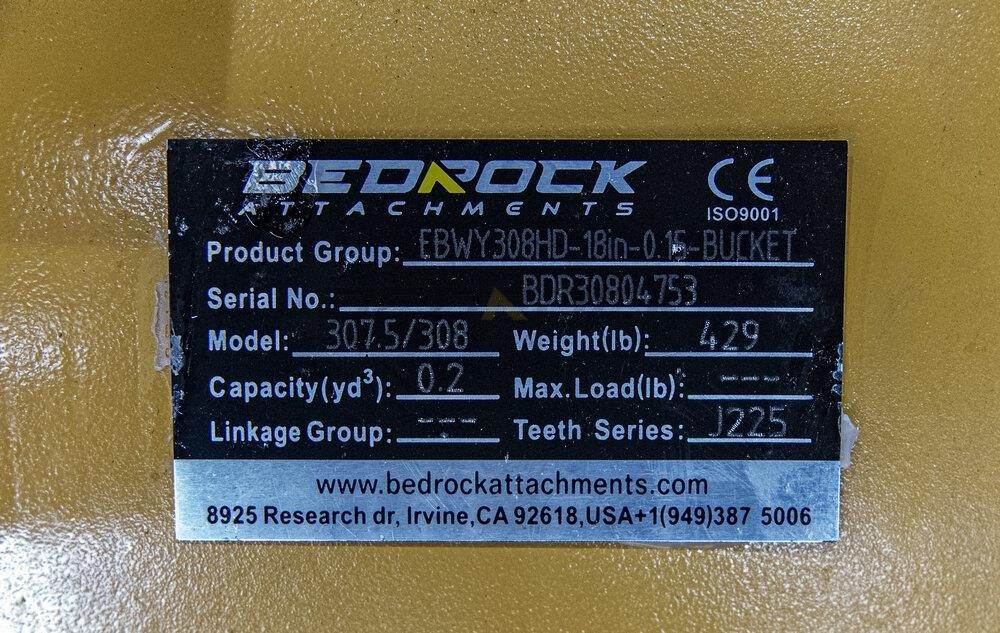 BEDROCK
ATTACHMENTS
CE
ISO9001
Product Group: EBWY308HD-18in-0.15-BUCKET
Serial No.: BDR30804753
Model: 307.5/308 Weight(lb): 429
Capacity(yd³): 0.2 Max.Load(lb): ---
Linkage Group: --- Teeth Series: J225
www.bedrockattachments.com
8925 Research dr, Irvine,CA 92618,USA+1(949)387 5006